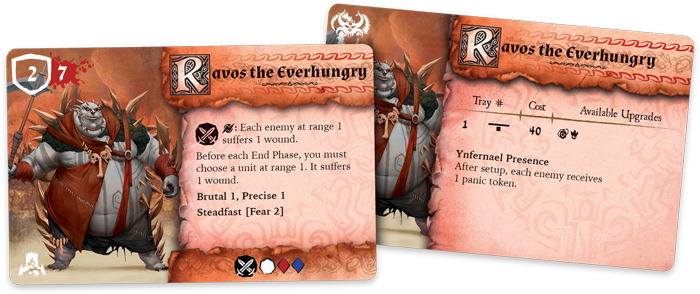 2 7
Ravos the Everhungry
: Each enemy at range 1
suffers 1 wound.
Before each End Phase, you must
choose a unit at range 1. It suffers
1 wound.
Brutal 1, Precise 1
Steadfast [Fear 2]
Ravos the Everhungry
Tray # Cost Available Upgrades
1 40
Ynfernael Presence
After setup, each enemy receives
1 panic token.